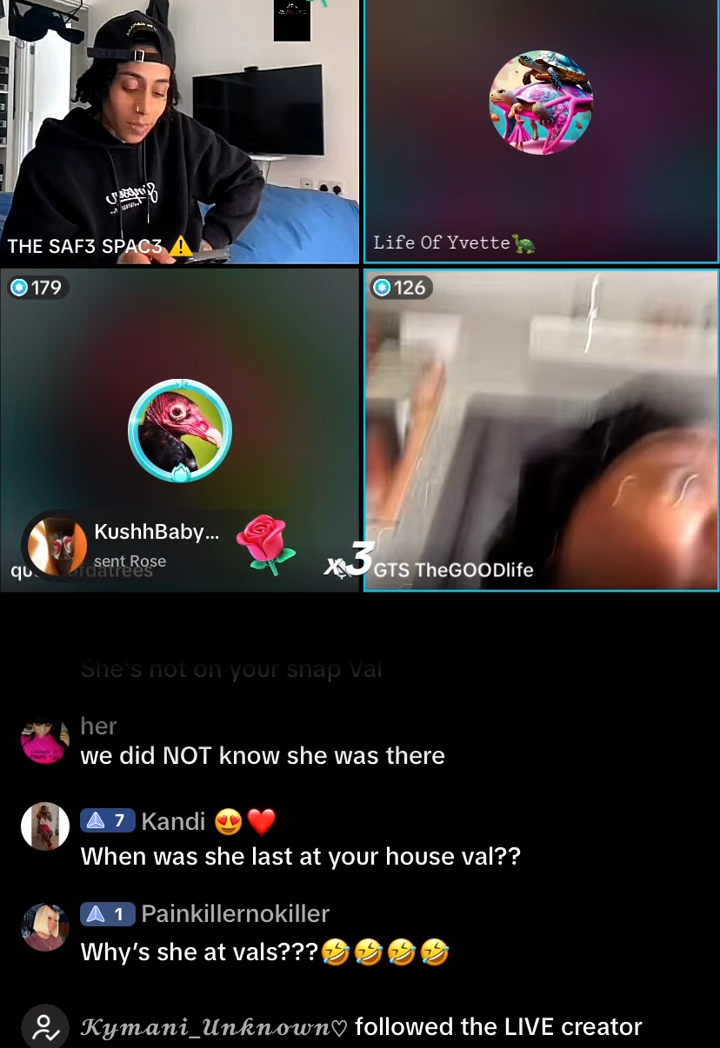 THE SAF3 SPAC3 ⚠️
Life Of Yvette🐢
179
126
KushhBaby...
sent Rose
x3
GTS TheGOODlife
She's not on your snap Val
her
we did NOT know she was there
7 Kandi 😍❤️
When was she last at your house val??
1 Painkillernokiller
Why's she at vals???🤣🤣🤣🤣
𝓚𝔂𝓶𝓪𝓷𝓲_𝓤𝓷𝓴𝓷𝓸𝔀𝓷♡ followed the LIVE creator